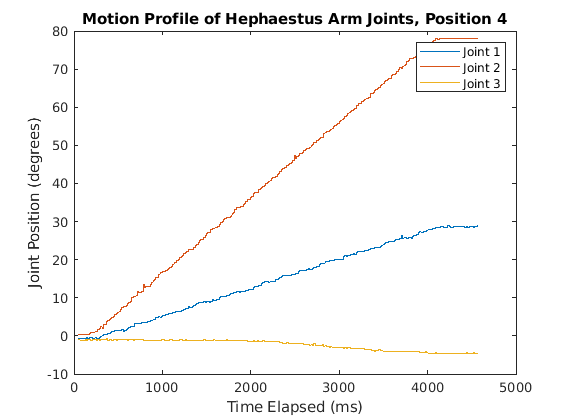 Motion Profile of Hephaestus Arm Joints, Position 4
80
70
60
50
40
30
20
10
0
-10
Joint Position (degrees)
Joint 1
Joint 2
Joint 3
0 1000 2000 3000 4000 5000
Time Elapsed (ms)